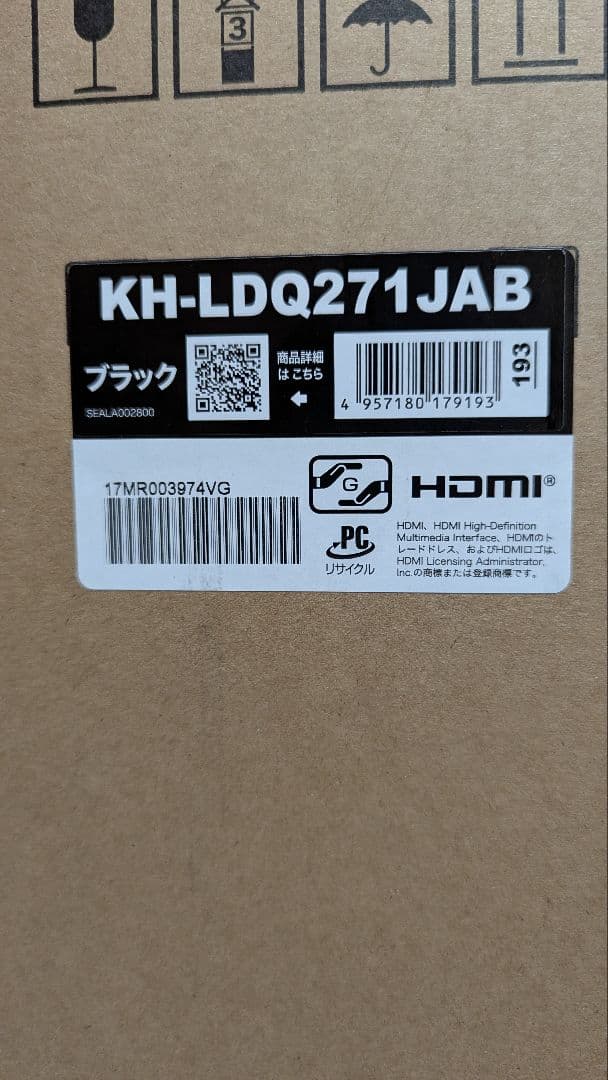 3
KH-LDQ271JAB
ブラック
SEALA002800
商品詳細
は こちら
4 957180 179193
193
17MR003974VG
G
HDMI®
PC
リサイクル
HDMI、HDMI High-Definition
Multimedia Interface、HDMIのト
レードドレス、およびHDMIロゴは、
HDMI Licensing Administrator,
Inc.の商標または登録商標です。